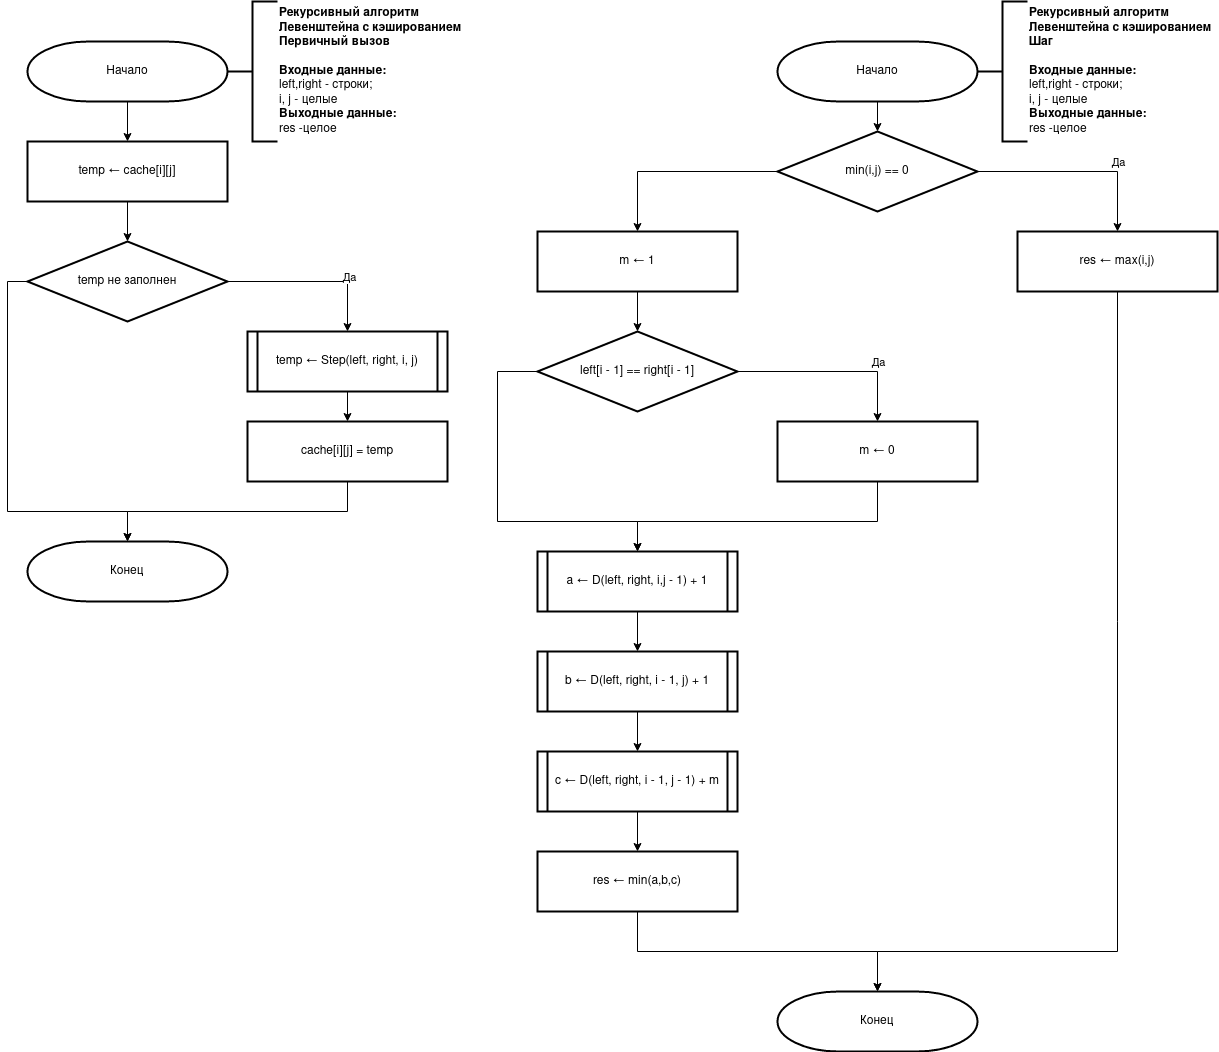 Рекурсивный алгоритм
Левенштейна с кэшированием
Первичный вызов
Входные данные:
left,right - строки;
i, j - целые
Выходные данные:
res -целое
Начало
temp ← cache[i][j]
temp не заполнен
Да
temp ← Step(left, right, i, j)
cache[i][j] = temp
Конец
Рекурсивный алгоритм
Левенштейна с кэшированием
Шаг
Входные данные:
left,right - строки;
i, j - целые
Выходные данные:
res -целое
Начало
min(i,j) == 0
Да
m ← 1
res ← max(i,j)
left[i - 1] == right[i - 1]
Да
m ← 0
a ← D(left, right, i,j - 1) + 1
b ← D(left, right, i - 1, j) + 1
c ← D(left, right, i - 1, j - 1) + m
res ← min(a,b,c)
Конец